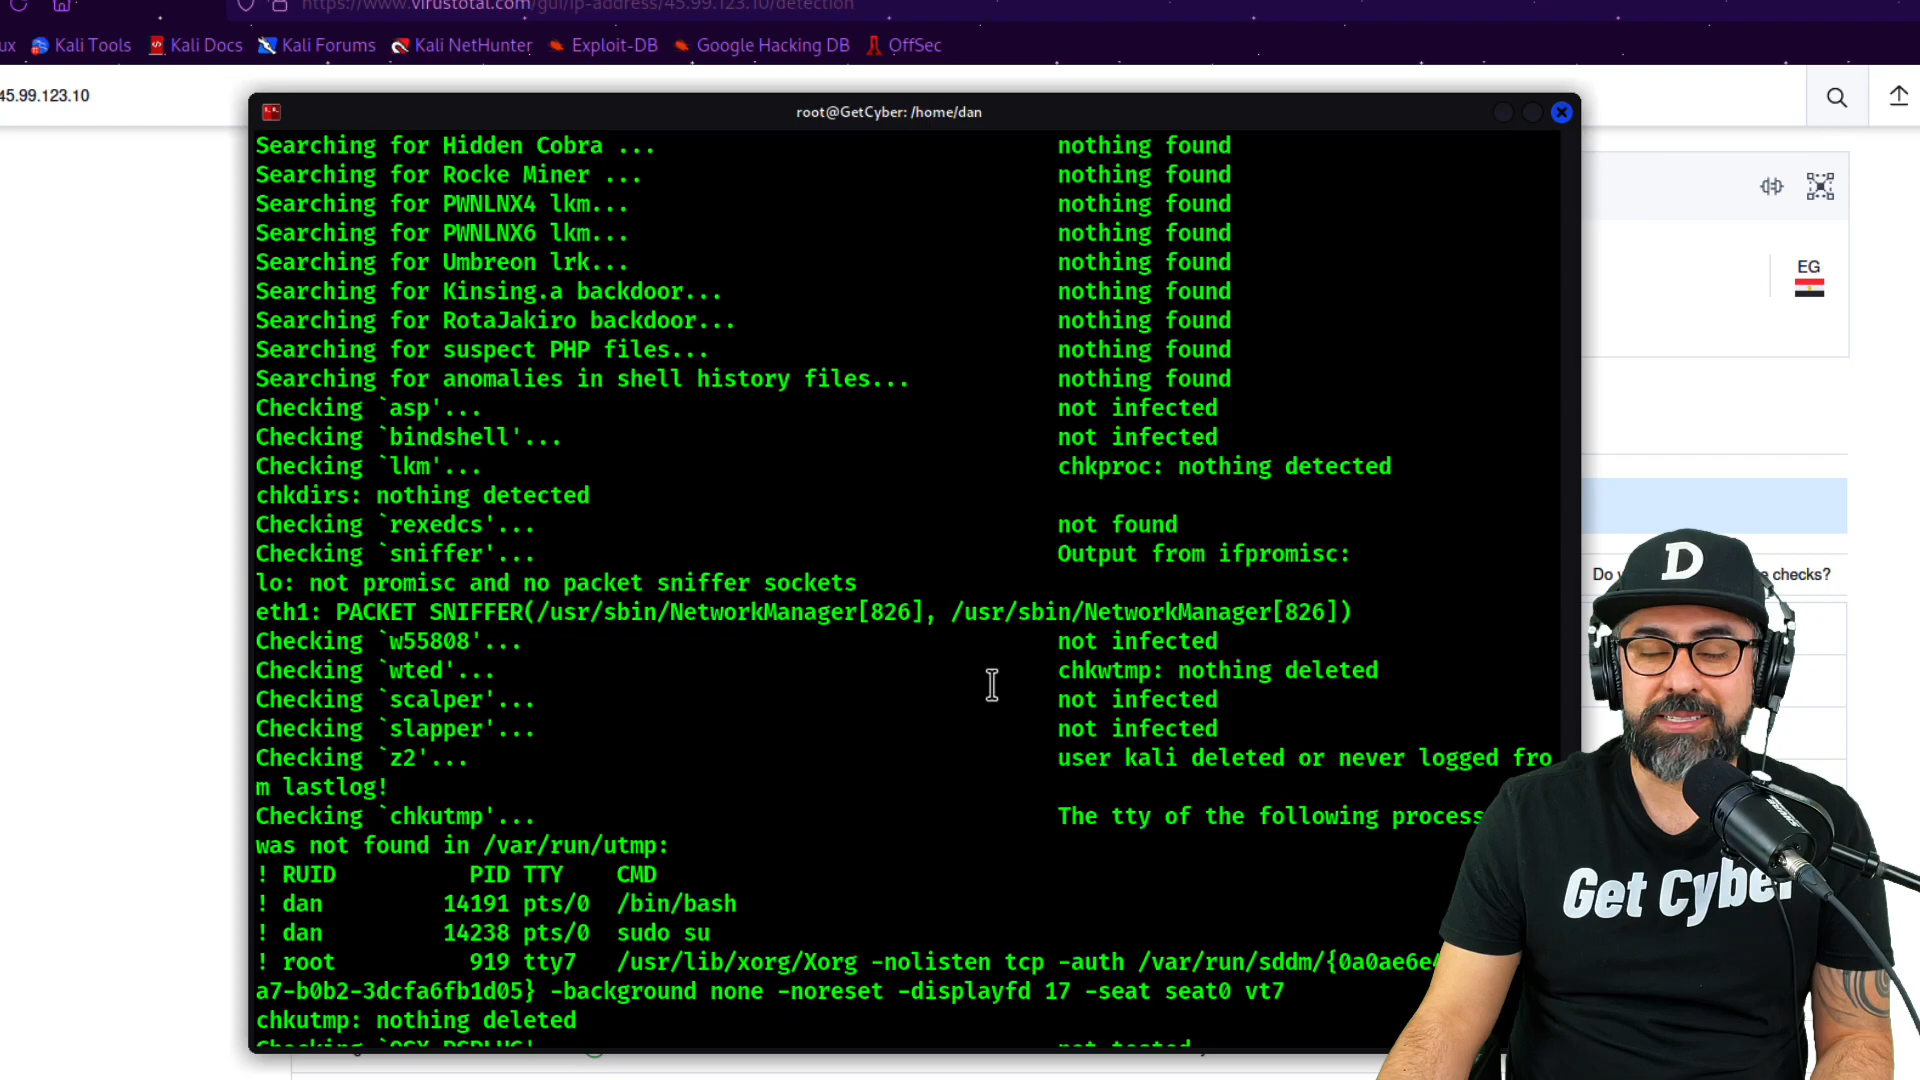 https://www.virustotal.com/gui/ip-address/45.99.123.10/detection
ux Kali Tools Kali Docs Kali Forums Kali NetHunter Exploit-DB Google Hacking DB OffSec
45.99.123.10
root@GetCyber: /home/dan
Searching for Hidden Cobra ... nothing found
Searching for Rocke Miner ... nothing found
Searching for PWNLNX4 lkm... nothing found
Searching for PWNLNX6 lkm... nothing found
Searching for Umbreon lrk... nothing found
Searching for Kinsing.a backdoor... nothing found
Searching for RotaJakiro backdoor... nothing found
Searching for suspect PHP files... nothing found
Searching for anomalies in shell history files... nothing found
Checking `asp'... not infected
Checking `bindshell'... not infected
Checking `lkm'... chkproc: nothing detected
chkdirs: nothing detected
Checking `rexedcs'... not found
Checking `sniffer'... Output from ifpromisc:
lo: not promisc and no packet sniffer sockets
eth1: PACKET SNIFFER(/usr/sbin/NetworkManager[826], /usr/sbin/NetworkManager[826])
Checking `w55808'... not infected
Checking `wted'... chkwtmp: nothing deleted
Checking `scalper'... not infected
Checking `slapper'... not infected
Checking `z2'... user kali deleted or never logged fro
m lastlog!
Checking `chkutmp'... The tty of the following process
was not found in /var/run/utmp:
! RUID PID TTY CMD
! dan 14191 pts/0 /bin/bash
! dan 14238 pts/0 sudo su
! root 919 tty7 /usr/lib/xorg/Xorg -nolisten tcp -auth /var/run/sddm/{0a0ae6e4
a7-b0b2-3dcfa6fb1d05} -background none -noreset -displayfd 17 -seat seat0 vt7
chkutmp: nothing deleted
Checking `OSX_RSPLUG'... not tested
EG
Do checks?
D
Get Cyber